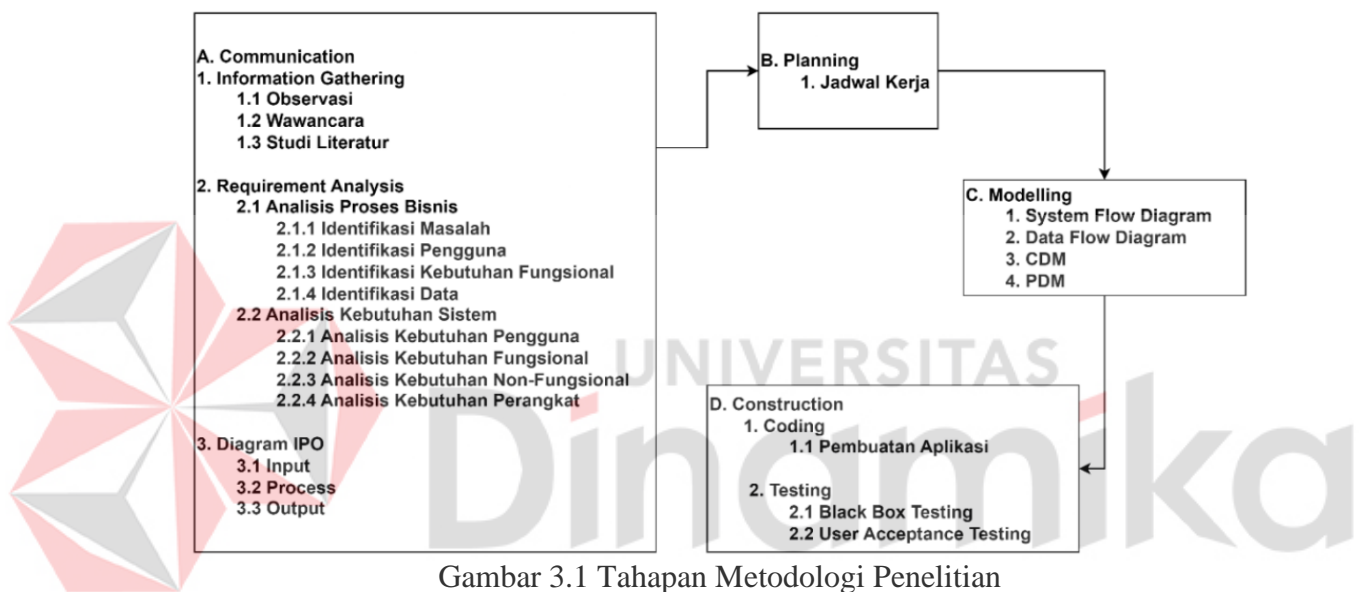 A. Communication
1. Information Gathering
1.1 Observasi
1.2 Wawancara
1.3 Studi Literatur
2. Requirement Analysis
2.1 Analisis Proses Bisnis
2.1.1 Identifikasi Masalah
2.1.2 Identifikasi Pengguna
2.1.3 Identifikasi Kebutuhan Fungsional
2.1.4 Identifikasi Data
2.2 Analisis Kebutuhan Sistem
2.2.1 Analisis Kebutuhan Pengguna
2.2.2 Analisis Kebutuhan Fungsional
2.2.3 Analisis Kebutuhan Non-Fungsional
2.2.4 Analisis Kebutuhan Perangkat
3. Diagram IPO
3.1 Input
3.2 Process
3.3 Output
B. Planning
1. Jadwal Kerja
C. Modelling
1. System Flow Diagram
2. Data Flow Diagram
3. CDM
4. PDM
D. Construction
1. Coding
1.1 Pembuatan Aplikasi
2. Testing
2.1 Black Box Testing
2.2 User Acceptance Testing
UNIVERSITAS
Dinamika
Gambar 3.1 Tahapan Metodologi Penelitian